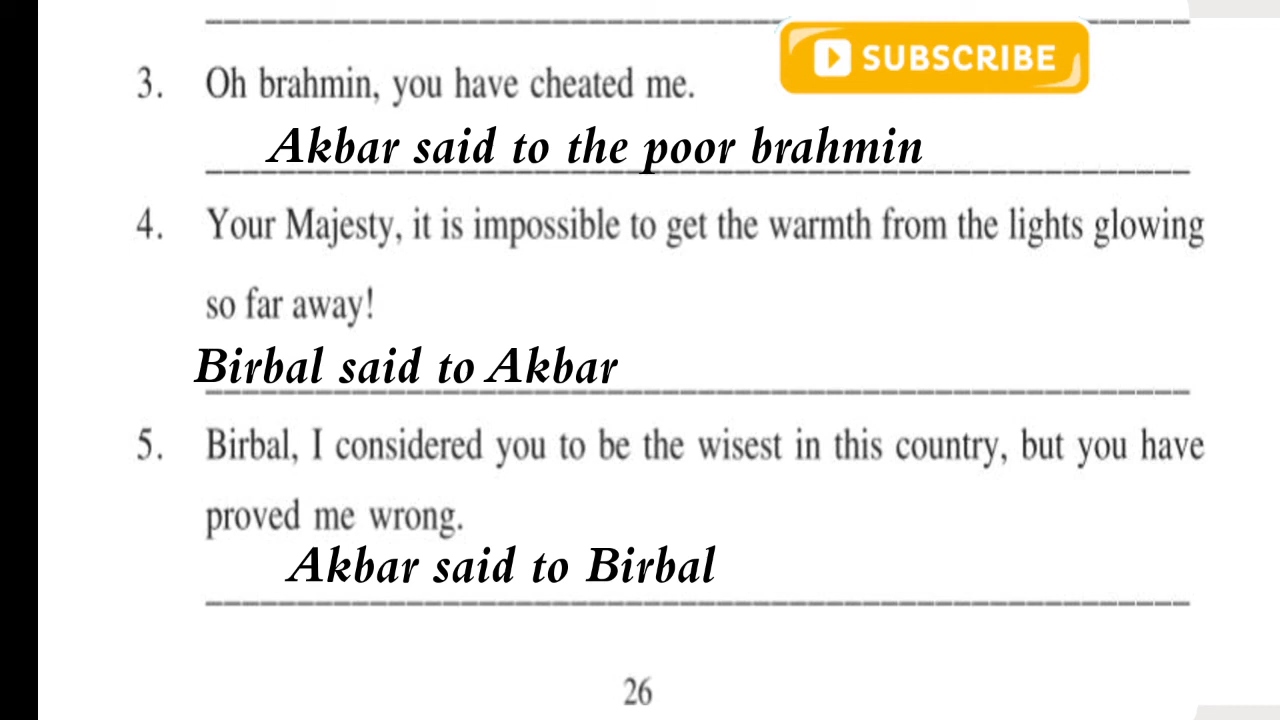 SUBSCRIBE
3. Oh brahmin, you have cheated me.
Akbar said to the poor brahmin
4. Your Majesty, it is impossible to get the warmth from the lights glowing
so far away!
Birbal said to Akbar
5. Birbal, I considered you to be the wisest in this country, but you have
proved me wrong.
Akbar said to Birbal
26